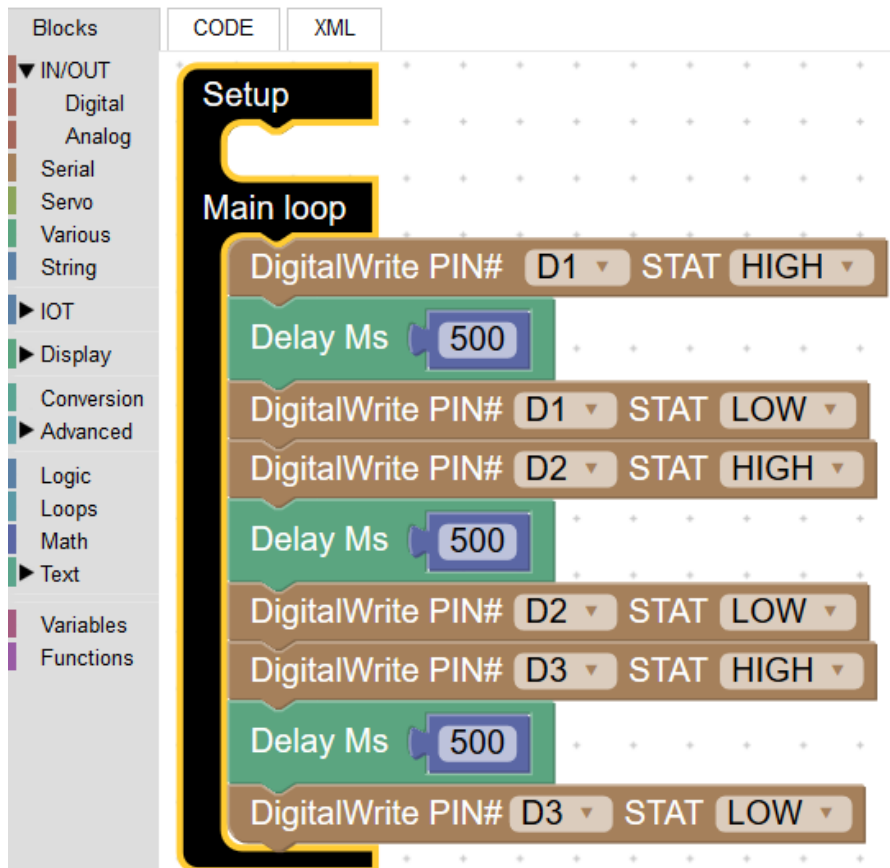 Blocks
CODE
XML
IN/OUT
Digital
Analog
Serial
Servo
Various
String
IOT
Display
Conversion
Advanced
Logic
Loops
Math
Text
Variables
Functions
Setup
Main loop
DigitalWrite PIN# D1 STAT HIGH
Delay Ms 500
DigitalWrite PIN# D1 STAT LOW
DigitalWrite PIN# D2 STAT HIGH
Delay Ms 500
DigitalWrite PIN# D2 STAT LOW
DigitalWrite PIN# D3 STAT HIGH
Delay Ms 500
DigitalWrite PIN# D3 STAT LOW